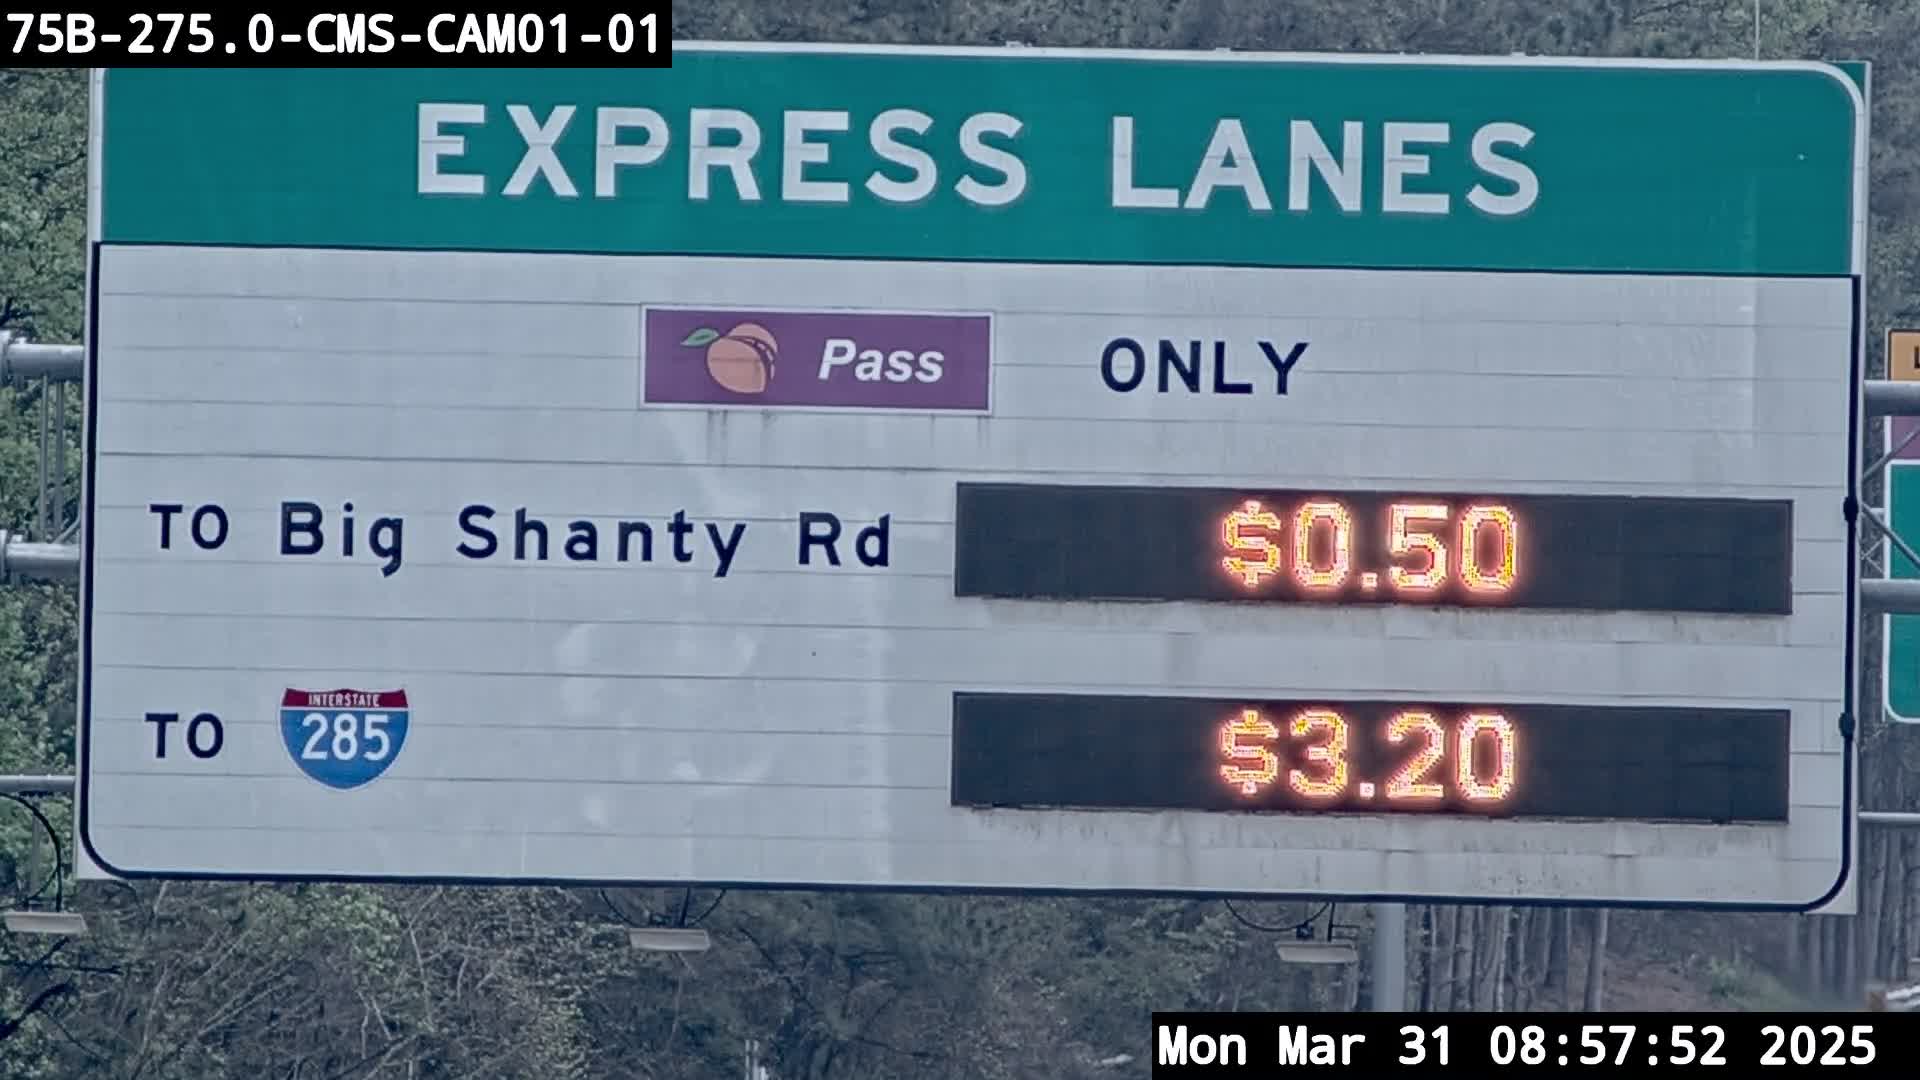 75B-275.0-CMS-CAM01-01
EXPRESS LANES
Pass ONLY
TO Big Shanty Rd $0.50
TO INTERSTATE 285 $3.20
Mon Mar 31 08:57:52 2025